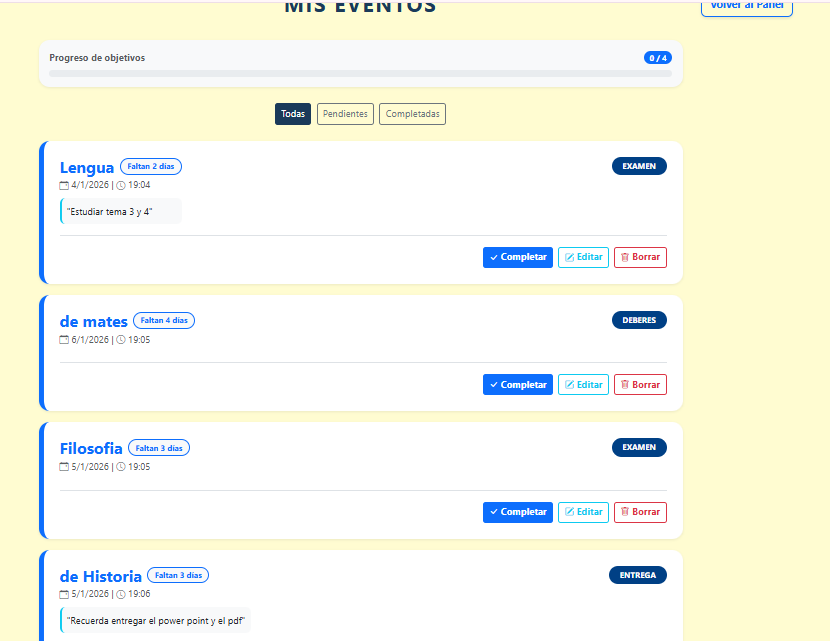 MIS EVENTOS
Volver al Panel
Progreso de objetivos
0 / 4
Todas Pendientes Completadas
Lengua Faltan 2 días
EXAMEN
4/1/2026 | 19:04
"Estudiar tema 3 y 4"
Completar Editar Borrar
de mates Faltan 4 días
DEBERES
6/1/2026 | 19:05
Completar Editar Borrar
Filosofia Faltan 3 días
EXAMEN
5/1/2026 | 19:05
Completar Editar Borrar
de Historia Faltan 3 días
ENTREGA
5/1/2026 | 19:06
"Recuerda entregar el power point y el pdf"